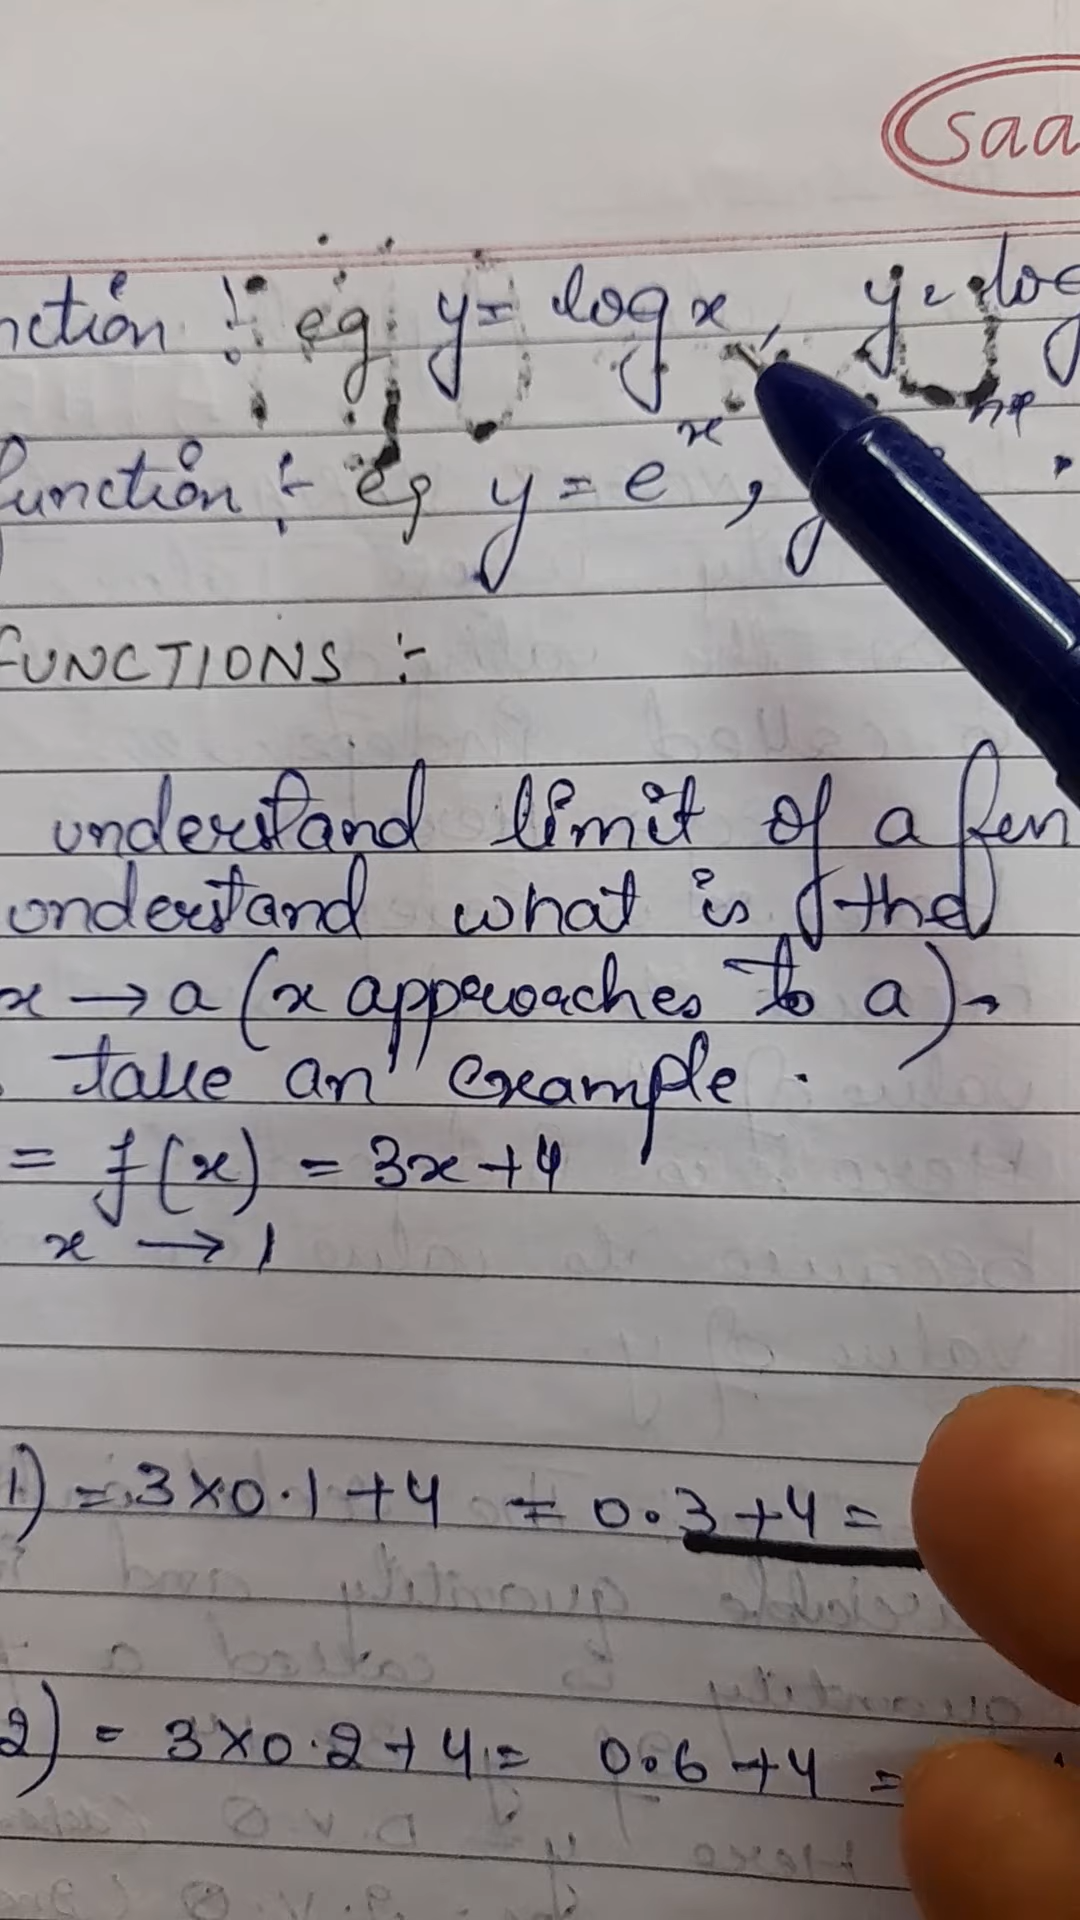 saa
nction :- eg: y = log x, y = log
function :- eg y = e^x, y
FUNCTIONS :-
understand limit of a fun
understand what is the
x → a (x approaches to a).
take an example.
= f(x) = 3x + 4
x → 1
1) = 3×0.1+4 = 0.3+4 =
2) = 3×0.2+4 = 0.6+4 =